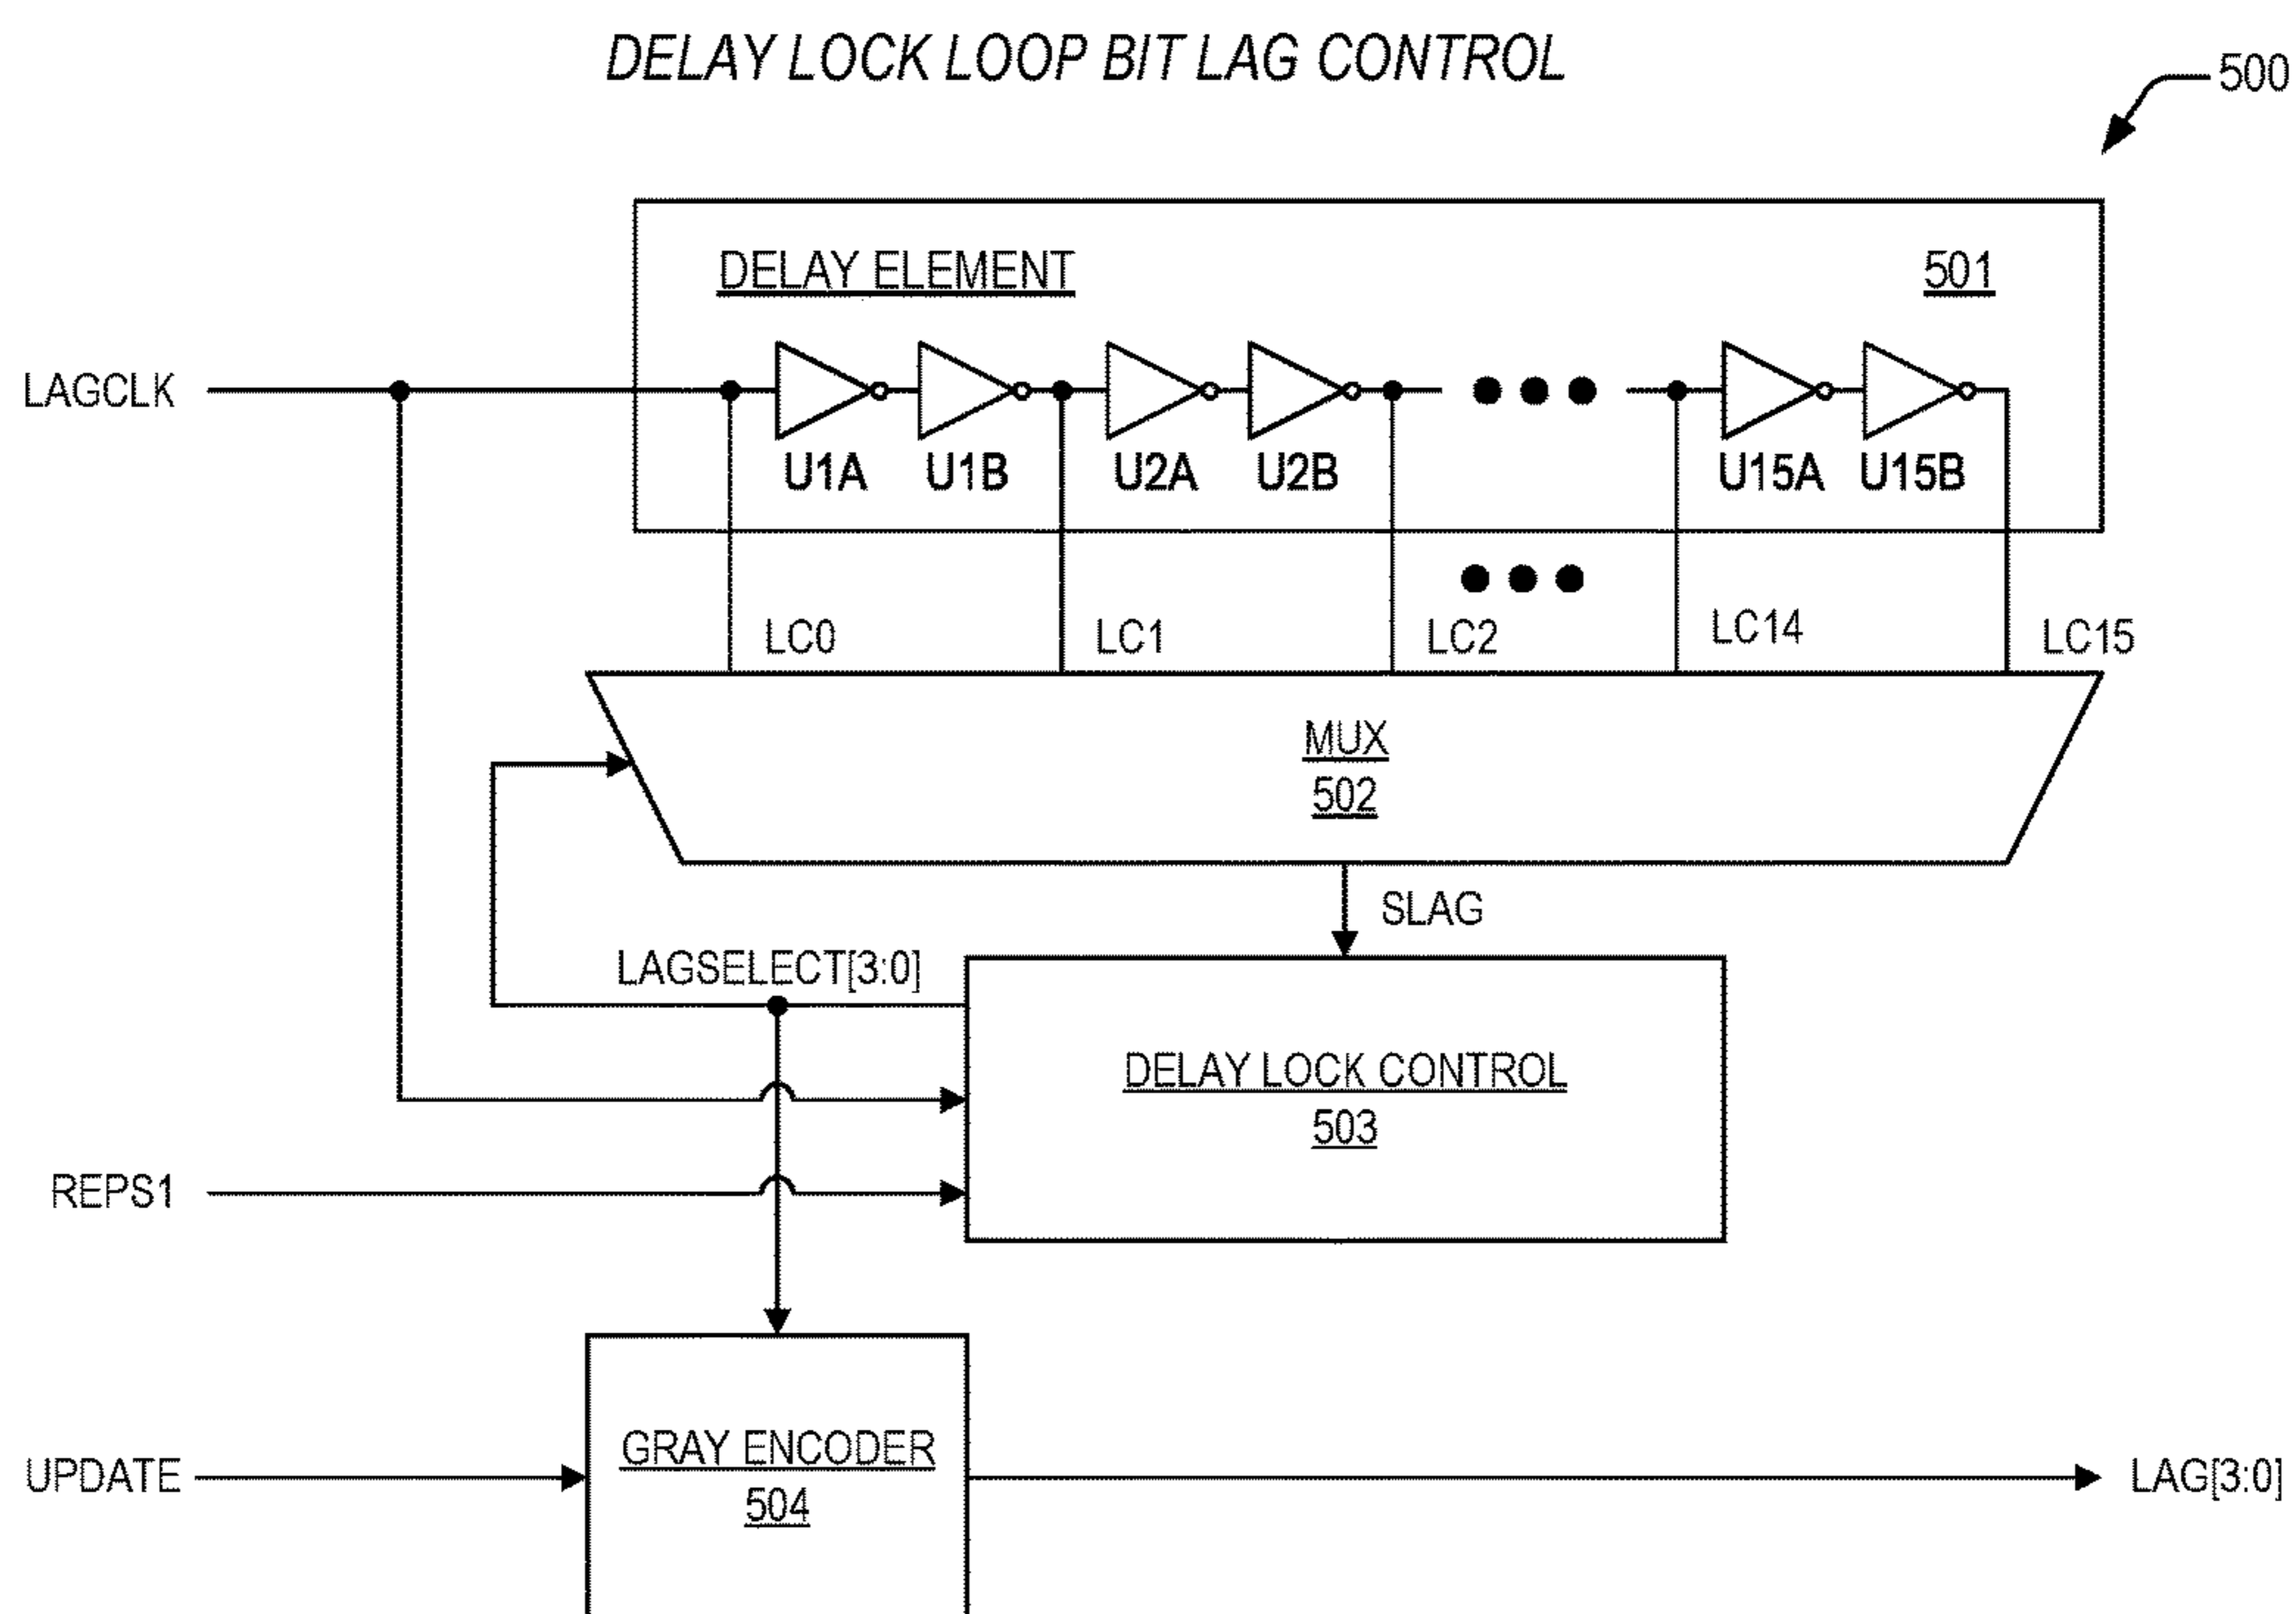 DELAY LOCK LOOP BIT LAG CONTROL
500
DELAY ELEMENT
501
LAGCLK
U1A
U1B
U2A
U2B
U15A
U15B
LC0
LC1
LC2
LC14
LC15
MUX
502
SLAG
LAGSELECT[3:0]
DELAY LOCK CONTROL
503
REPS1
GRAY ENCODER
504
UPDATE
LAG[3:0]